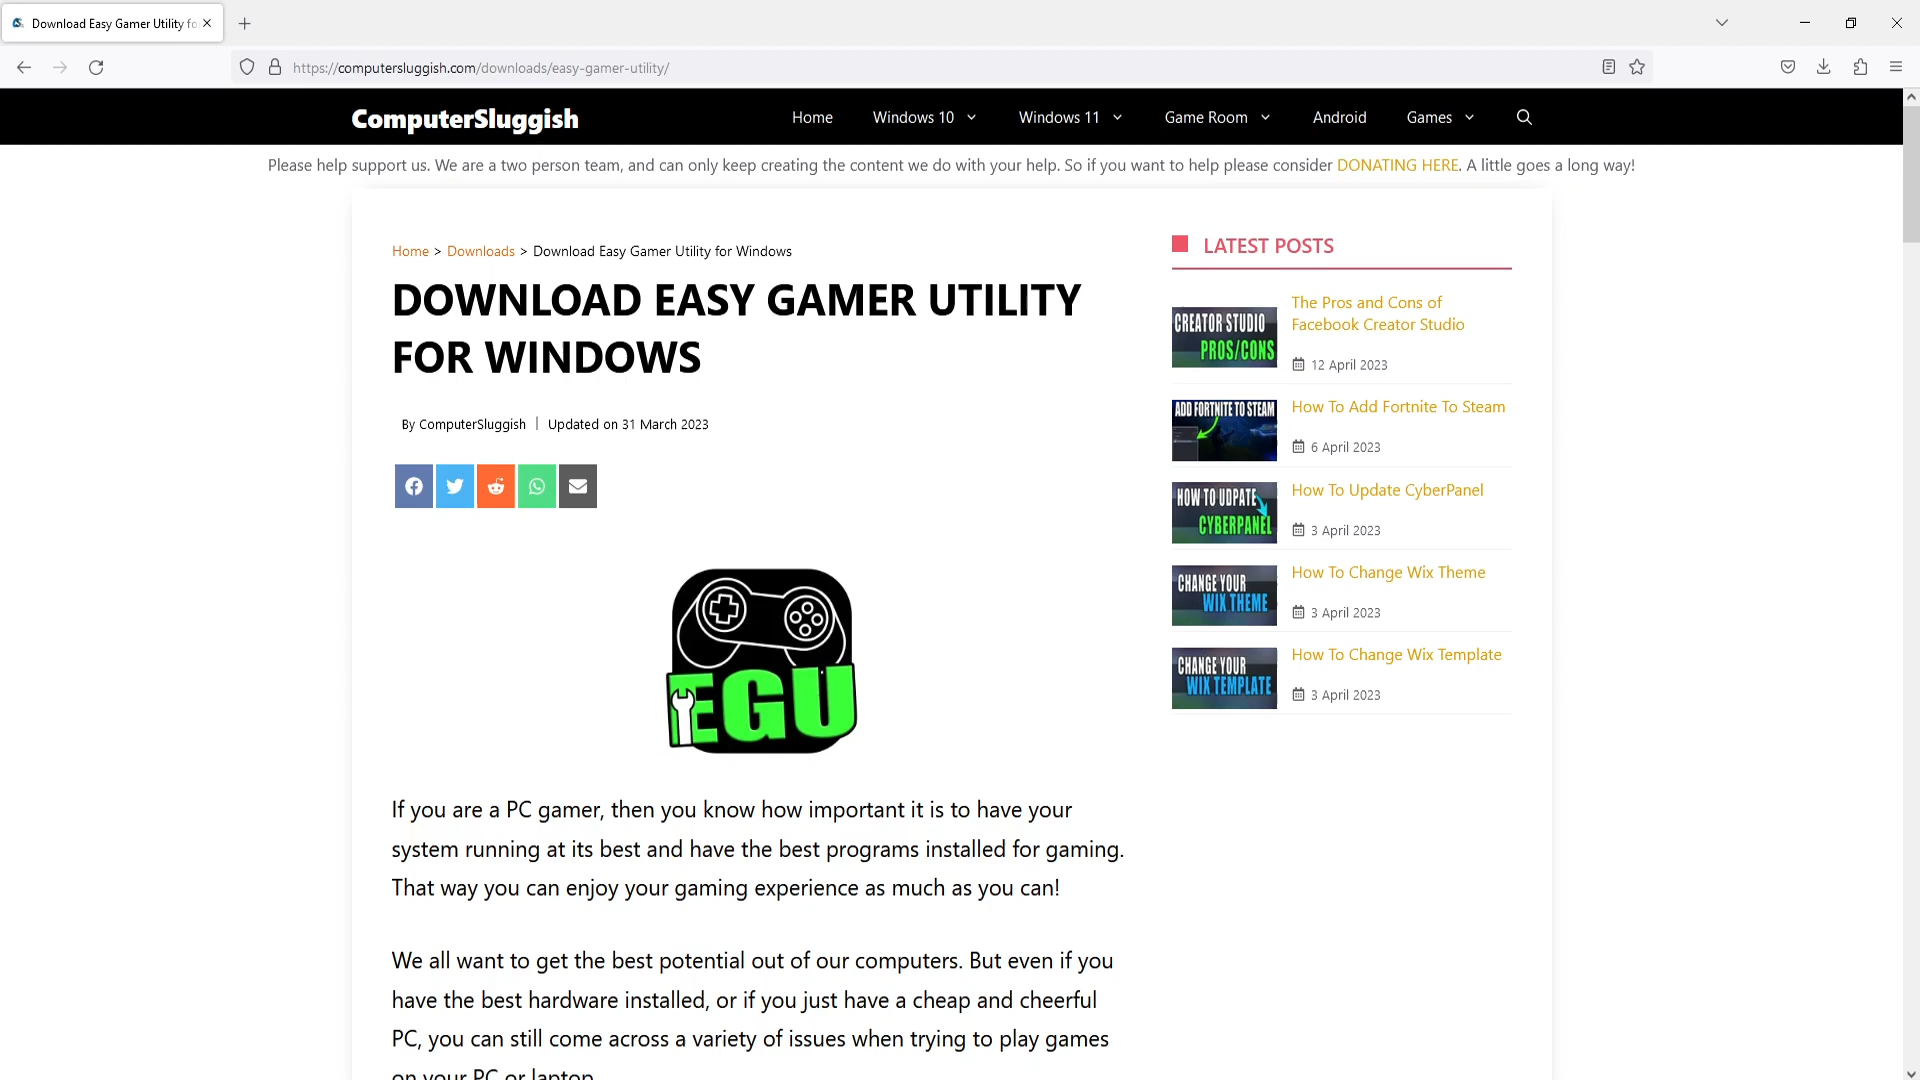 Download Easy Gamer Utility fo
https://computersluggish.com/downloads/easy-gamer-utility/
ComputerSluggish
Home
Windows 10
Windows 11
Game Room
Android
Games
Please help support us. We are a two person team, and can only keep creating the content we do with your help. So if you want to help please consider DONATING HERE. A little goes a long way!
Home > Downloads > Download Easy Gamer Utility for Windows
DOWNLOAD EASY GAMER UTILITY
FOR WINDOWS
By ComputerSluggish | Updated on 31 March 2023
EGU
If you are a PC gamer, then you know how important it is to have your
system running at its best and have the best programs installed for gaming.
That way you can enjoy your gaming experience as much as you can!
We all want to get the best potential out of our computers. But even if you
have the best hardware installed, or if you just have a cheap and cheerful
PC, you can still come across a variety of issues when trying to play games
on your PC or laptop.
LATEST POSTS
CREATOR STUDIO
PROS/CONS
The Pros and Cons of
Facebook Creator Studio
12 April 2023
ADD FORTNITE TO STEAM
How To Add Fortnite To Steam
6 April 2023
HOW TO UDPATE
CYBERPANEL
How To Update CyberPanel
3 April 2023
CHANGE YOUR
WIX THEME
How To Change Wix Theme
3 April 2023
CHANGE YOUR
WIX TEMPLATE
How To Change Wix Template
3 April 2023